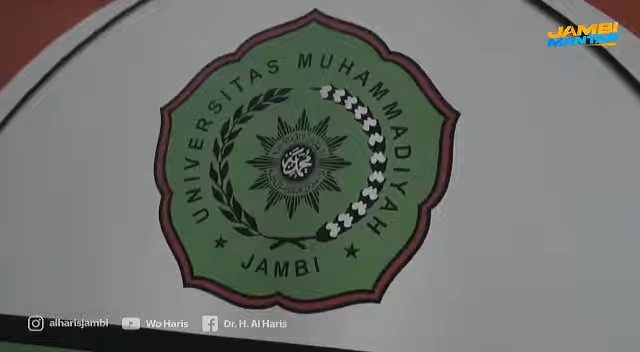 JAMBI
MANTAP
UNIVERSITAS MUHAMMADIYAH
JAMBI
alharisjambi
Wo Haris
Dr. H. Al Haris